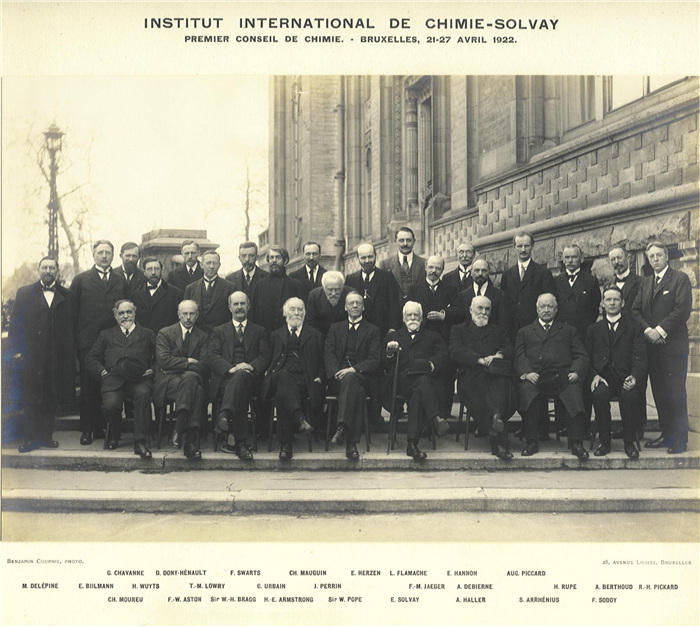 INSTITUT INTERNATIONAL DE CHIMIE-SOLVAY
PREMIER CONSEIL DE CHIMIE. - BRUXELLES, 21-27 AVRIL 1922.
BENJAMIN COUPRIE, PHOTO. 28, AVENUE LOUISE, BRUXELLES
G. CHAVANNE O. DONY-HÉNAULT F. SWARTS CH. MAUGUIN E. HERZEN L. FLAMACHE E. HANNON AUG. PICCARD
M. DELÉPINE E. BIILMANN H. WUYTS T.-M. LOWRY G. URBAIN J. PERRIN F.-M. JAEGER A. DEBIERNE H. RUPE A. BERTHOUD R.-H. PICKARD
CH. MOUREU F.-W. ASTON Sir W.-H. BRAGG H.-E. ARMSTRONG Sir W. POPE E. SOLVAY A. HALLER S. ARRHÉNIUS F. SODDY